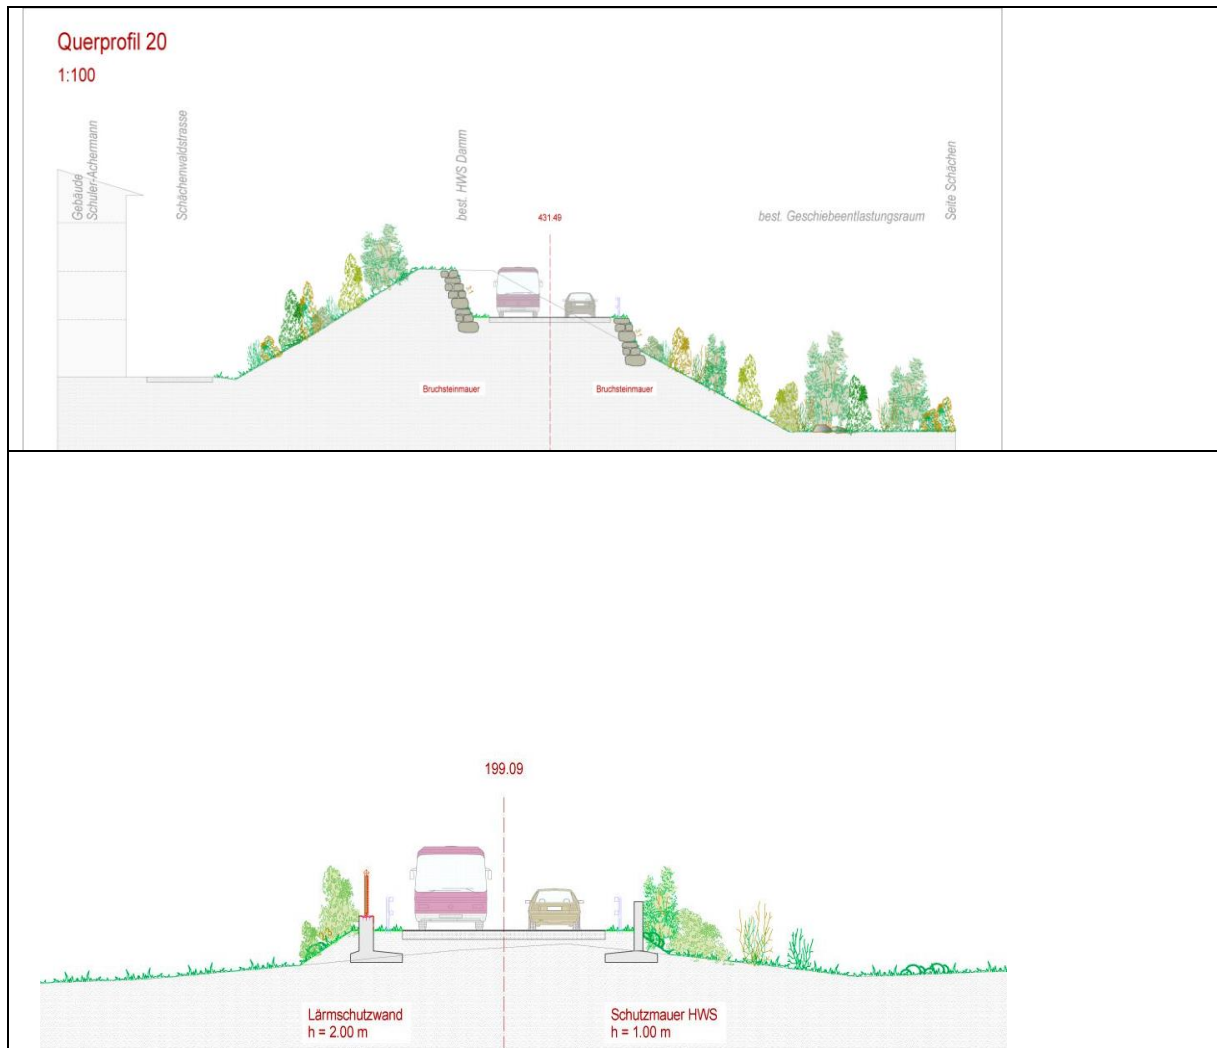 Querprofil 20
1:100
Gebäude
Schuler-Achermann
Schächenwaldstrasse
best. HWS Damm
431.49
best. Geschiebeentlastungsraum
Seite Schächen
Bruchsteinmauer
Bruchsteinmauer
199.09
Lärmschutzwand
h = 2.00 m
Schutzmauer HWS
h = 1.00 m